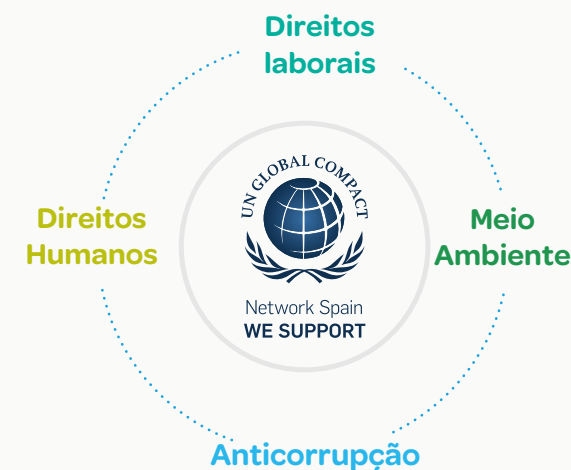 Direitos
laborais
UN GLOBAL COMPACT
Direitos
Humanos
Meio
Ambiente
Network Spain
WE SUPPORT
Anticorrupção